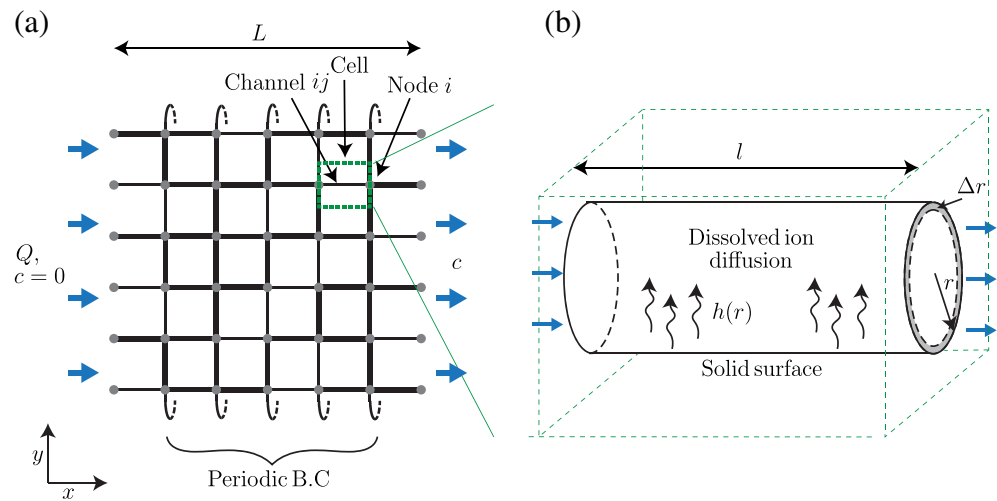 (a)
L
Cell
Channel ij
Node i
Q,
c = 0
c
y
x
Periodic B.C
(b)
l
Δr
Dissolved ion
diffusion
r
h(r)
Solid surface